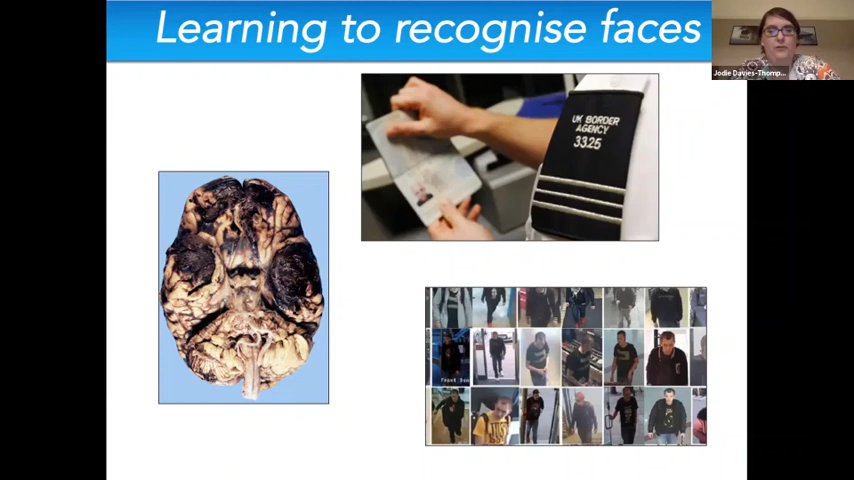 Learning to recognise faces
Jodie Davies-Thomp...
UK BORDER
AGENCY
3325